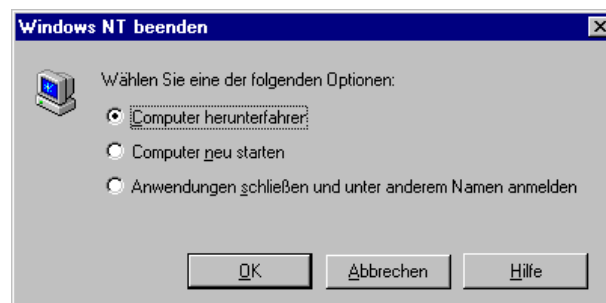 Windows NT beenden
Wählen Sie eine der folgenden Optionen:
Computer herunterfahrer
Computer neu starten
Anwendungen schließen und unter anderem Namen anmelden
OK Abbrechen Hilfe